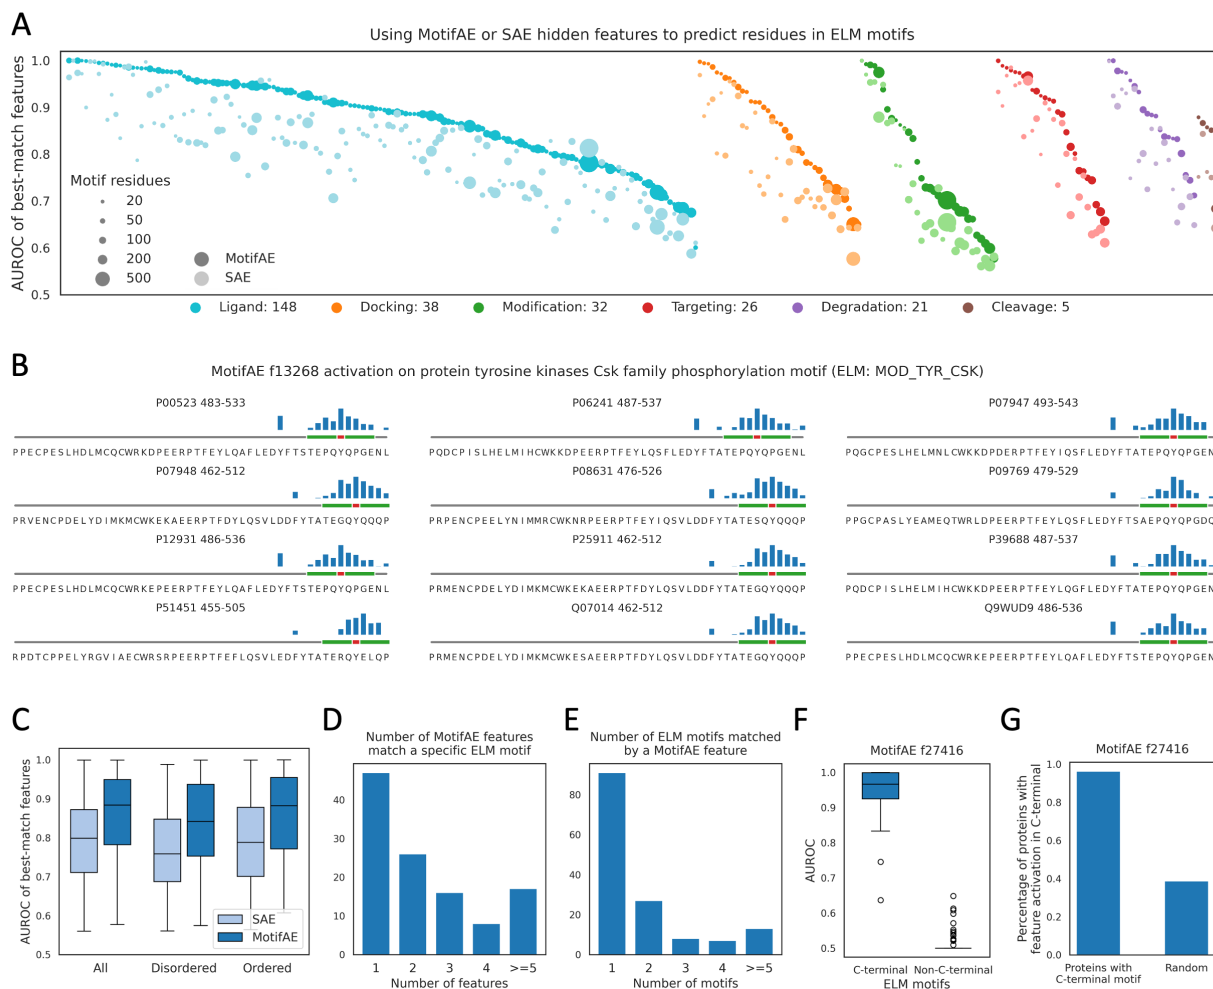 A
Using MotifAE or SAE hidden features to predict residues in ELM motifs
AUROC of best-match features
1.0
0.9
0.8
0.7
0.6
0.5
Motif residues
20
50
100
200
500
MotifAE
SAE
Ligand: 148
Docking: 38
Modification: 32
Targeting: 26
Degradation: 21
Cleavage: 5
B
MotifAE f13268 activation on protein tyrosine kinases Csk family phosphorylation motif (ELM: MOD_TYR_CSK)
P00523 483-533
P06241 487-537
P07947 493-543
PPECPESLHDLMCQCWRKDPEERPTFEYLQAFLEDYFTSTEPQYQPGENL
PQDCPISLHELMIHCWKKDPEERPTFEYLQSFLEDYFTATEPQYQPGENL
PQGCPESLHELMNLCWKKDPDERPTFEYIQSFLEDYFTATEPQYQPGEN
P07948 462-512
P08631 476-526
P09769 479-529
PRVENCPDELYDIMKMCWKEKAEERPTFDYLQSVLDDFYTATEGQYQQQP
PRPENCPEELYNIMMRCWKNRPEERPTFEYIQSVLDDFYTATESQYQQQP
PPGCPASLYEAMEQTWRLDPEERPTFEYLQSFLEDYFTSAEPQYQPGDQ
P12931 486-536
P25911 462-512
P39688 487-537
PPECPESLHDLMCQCWRKEPEERPTFEYLQAFLEDYFTSTEPQYQPGENL
PRMENCPDELYDIMKMCWKEKAEERPTFDYLQSVLDDFYTATEGQYQQQP
PQDCPISLHELMIHCWKKDPEERPTFEYLQGFLEDYFTATEPQYQPGEN
P51451 455-505
Q07014 462-512
Q9WUD9 486-536
RPDTCPPELYRGVIAECWRSRPEERPTFEFLQSVLEDFYTATERQYELQP
PRMENCPDELYDIMKMCWKESAEERPTFDYLQSVLDDFYTATEGQYQQQP
PPECPESLHDLMCQCWRKEPEERPTFEYLQAFLEDYFTSTEPQYQPGEN
C
AUROC of best-match features
1.0
0.9
0.8
0.7
0.6
0.5
SAE
MotifAE
All
Disordered
Ordered
D
Number of MotifAE features
match a specific ELM motif
40
30
20
10
0
1
2
3
4
>=5
Number of features
E
Number of ELM motifs matched
by a MotifAE feature
80
60
40
20
0
1
2
3
4
>=5
Number of motifs
F
MotifAE f27416
AUROC
1.0
0.9
0.8
0.7
0.6
0.5
C-terminal
Non-C-terminal
ELM motifs
G
MotifAE f27416
Percentage of proteins with
feature activation in C-terminal
1.0
0.8
0.6
0.4
0.2
0.0
Proteins with
C-terminal motif
Random